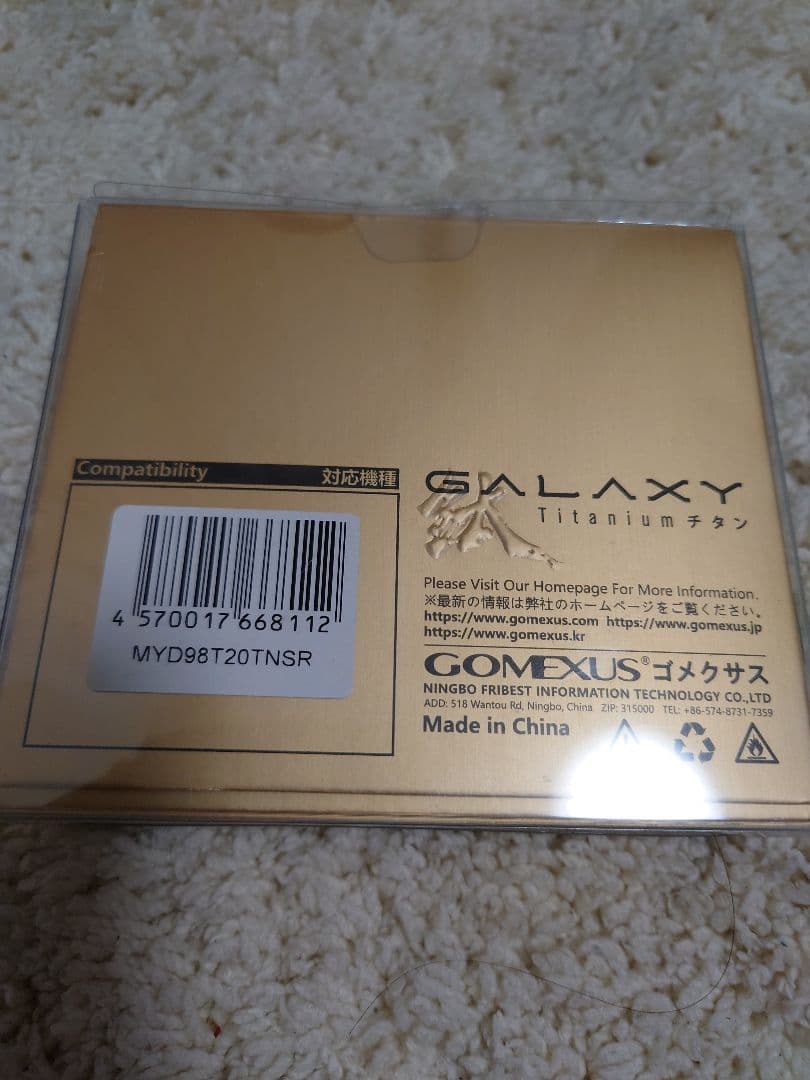 Compatibility 対応機種
4 570017 668112
MYD98T20TNSR
GALAXY
Titanium チタン
Please Visit Our Homepage For More Information.
※最新の情報は弊社のホームページをご覧ください。
https://www.gomexus.com https://www.gomexus.jp
https://www.gomexus.kr
GOMEXUS® ゴメクサス
NINGBO FRIBEST INFORMATION TECHNOLOGY CO.,LTD
ADD: 518 Wantou Rd, Ningbo, China ZIP: 315000 TEL: +86-574-8731-7359
Made in China